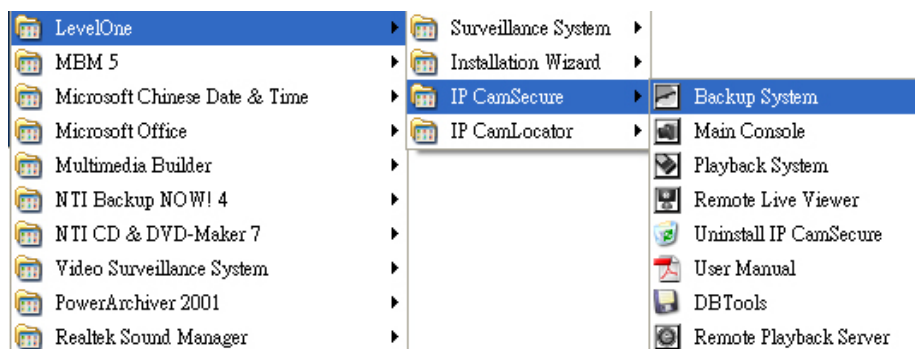 LevelOne
MBM 5
Microsoft Chinese Date & Time
Microsoft Office
Multimedia Builder
NTI Backup NOW! 4
NTI CD & DVD-Maker 7
Video Surveillance System
PowerArchiver 2001
Realtek Sound Manager
Surveillance System
Installation Wizard
IP CamSecure
IP CamLocator
Backup System
Main Console
Playback System
Remote Live Viewer
Uninstall IP CamSecure
User Manual
DBTools
Remote Playback Server